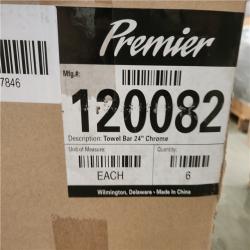 Premier
Mfg.#:
7846
120082
Description: Towel Bar 24" Chrome
Unit of Measure: Quantity:
EACH 6
Wilmington, Delaware - Made In China